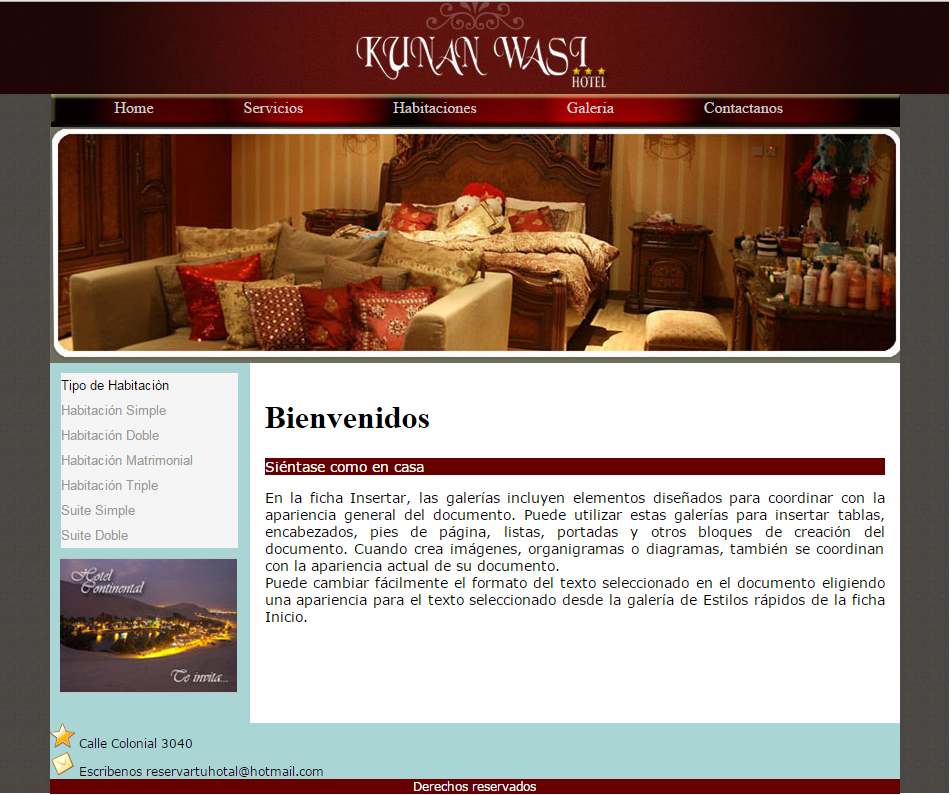 KUNAN WASI
HOTEL
Home Servicios Habitaciones Galeria Contactanos
Tipo de Habitaciòn
Habitación Simple
Habitación Doble
Habitación Matrimonial
Habitación Triple
Suite Simple
Suite Doble
Hotel
Continental
Te invita...
Bienvenidos
Siéntase como en casa
En la ficha Insertar, las galerías incluyen elementos diseñados para coordinar con la
apariencia general del documento. Puede utilizar estas galerías para insertar tablas,
encabezados, pies de página, listas, portadas y otros bloques de creación del
documento. Cuando crea imágenes, organigramas o diagramas, también se coordinan
con la apariencia actual de su documento.
Puede cambiar fácilmente el formato del texto seleccionado en el documento eligiendo
una apariencia para el texto seleccionado desde la galería de Estilos rápidos de la ficha
Inicio.
Calle Colonial 3040
Escribenos reservartuhotal@hotmail.com
Derechos reservados